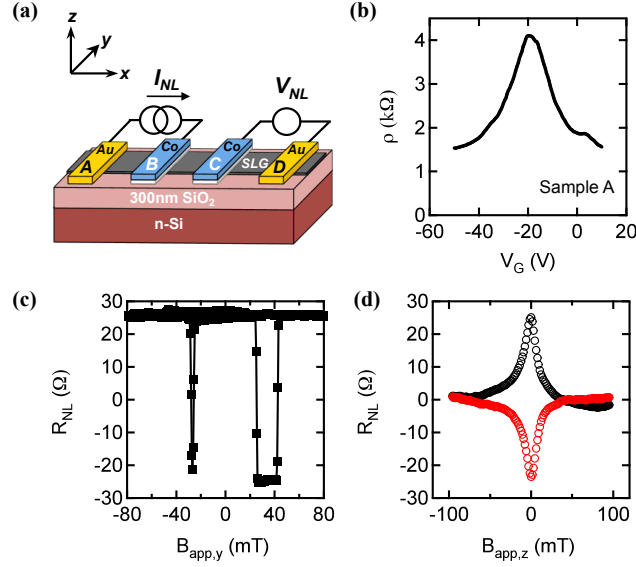 (a)
z
y
x
I_NL
V_NL
Au
Co
Co
Au
A
B
C
SLG
D
300nm SiO₂
n-Si
(b)
ρ (kΩ)
4
3
2
1
0
Sample A
-60
-40
-20
0
20
V_G (V)
(c)
R_NL (Ω)
30
20
10
0
-10
-20
-30
-80
-40
0
40
80
B_app,y (mT)
(d)
R_NL (Ω)
30
20
10
0
-10
-20
-30
-100
0
100
B_app,z (mT)